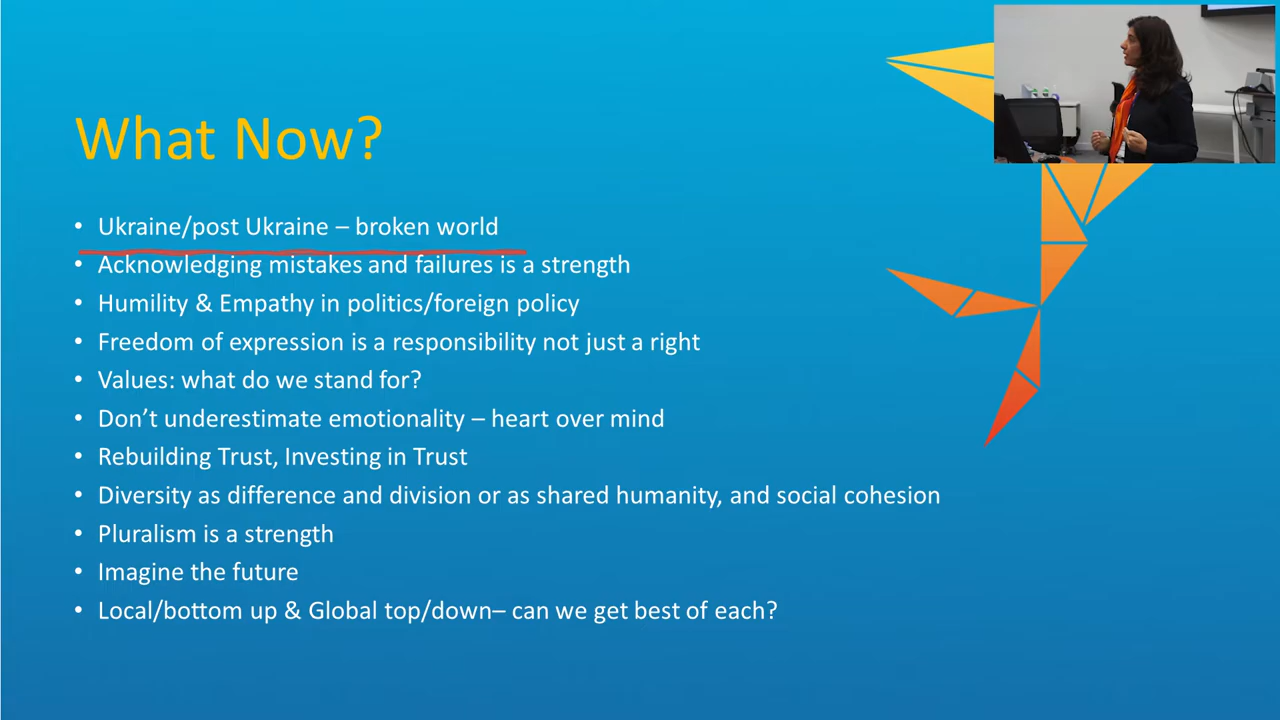 What Now?
• Ukraine/post Ukraine – broken world
• Acknowledging mistakes and failures is a strength
• Humility & Empathy in politics/foreign policy
• Freedom of expression is a responsibility not just a right
• Values: what do we stand for?
• Don’t underestimate emotionality – heart over mind
• Rebuilding Trust, Investing in Trust
• Diversity as difference and division or as shared humanity, and social cohesion
• Pluralism is a strength
• Imagine the future
• Local/bottom up & Global top/down– can we get best of each?